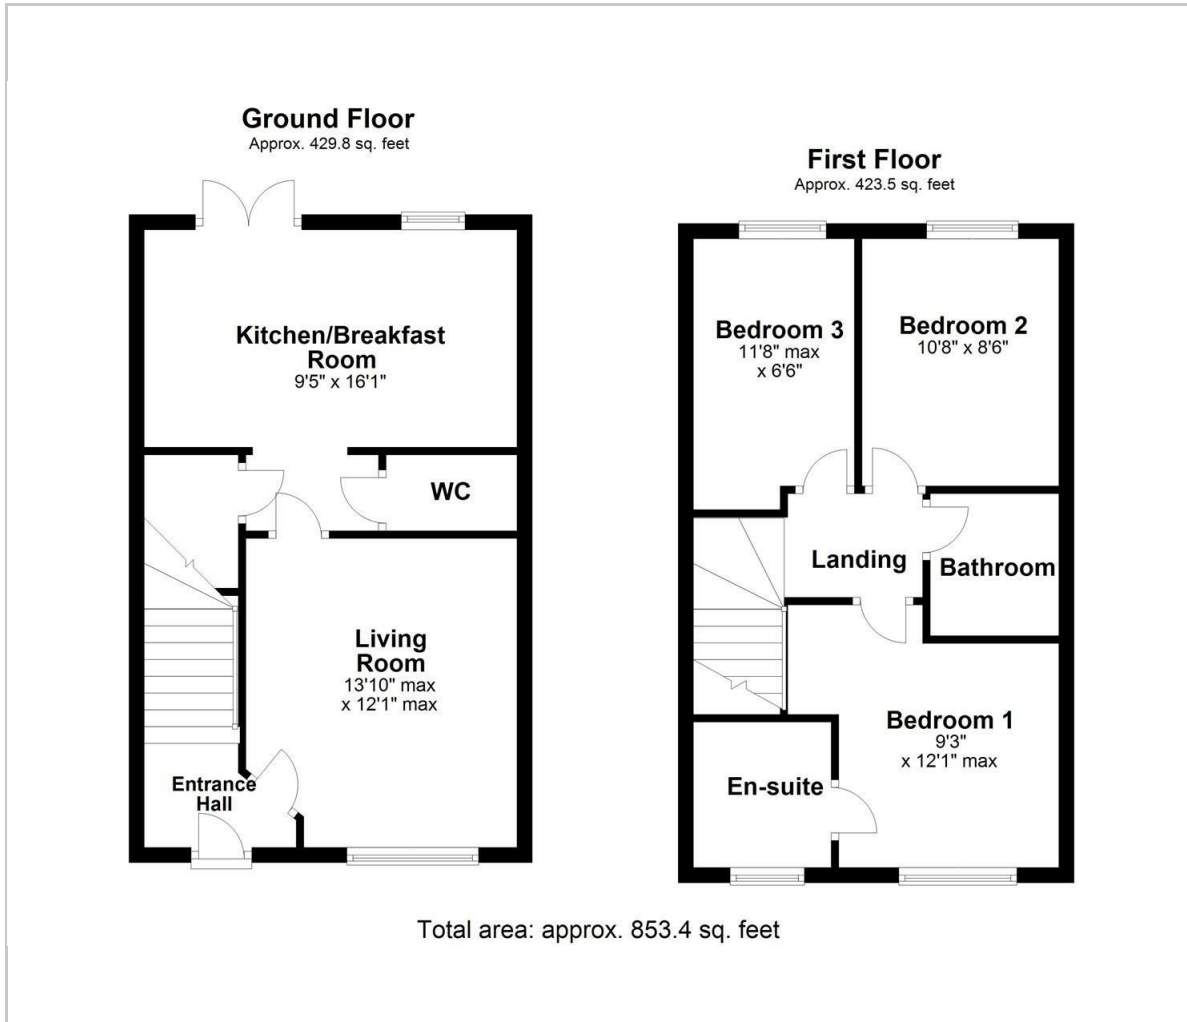 Ground Floor
Approx. 429.8 sq. feet
Kitchen/Breakfast
Room
9'5" x 16'1"
WC
Living
Room
13'10" max
x 12'1" max
Entrance
Hall
First Floor
Approx. 423.5 sq. feet
Bedroom 3
11'8" max
x 6'6"
Bedroom 2
10'8" x 8'6"
Landing
Bathroom
Bedroom 1
9'3"
x 12'1" max
En-suite
Total area: approx. 853.4 sq. feet